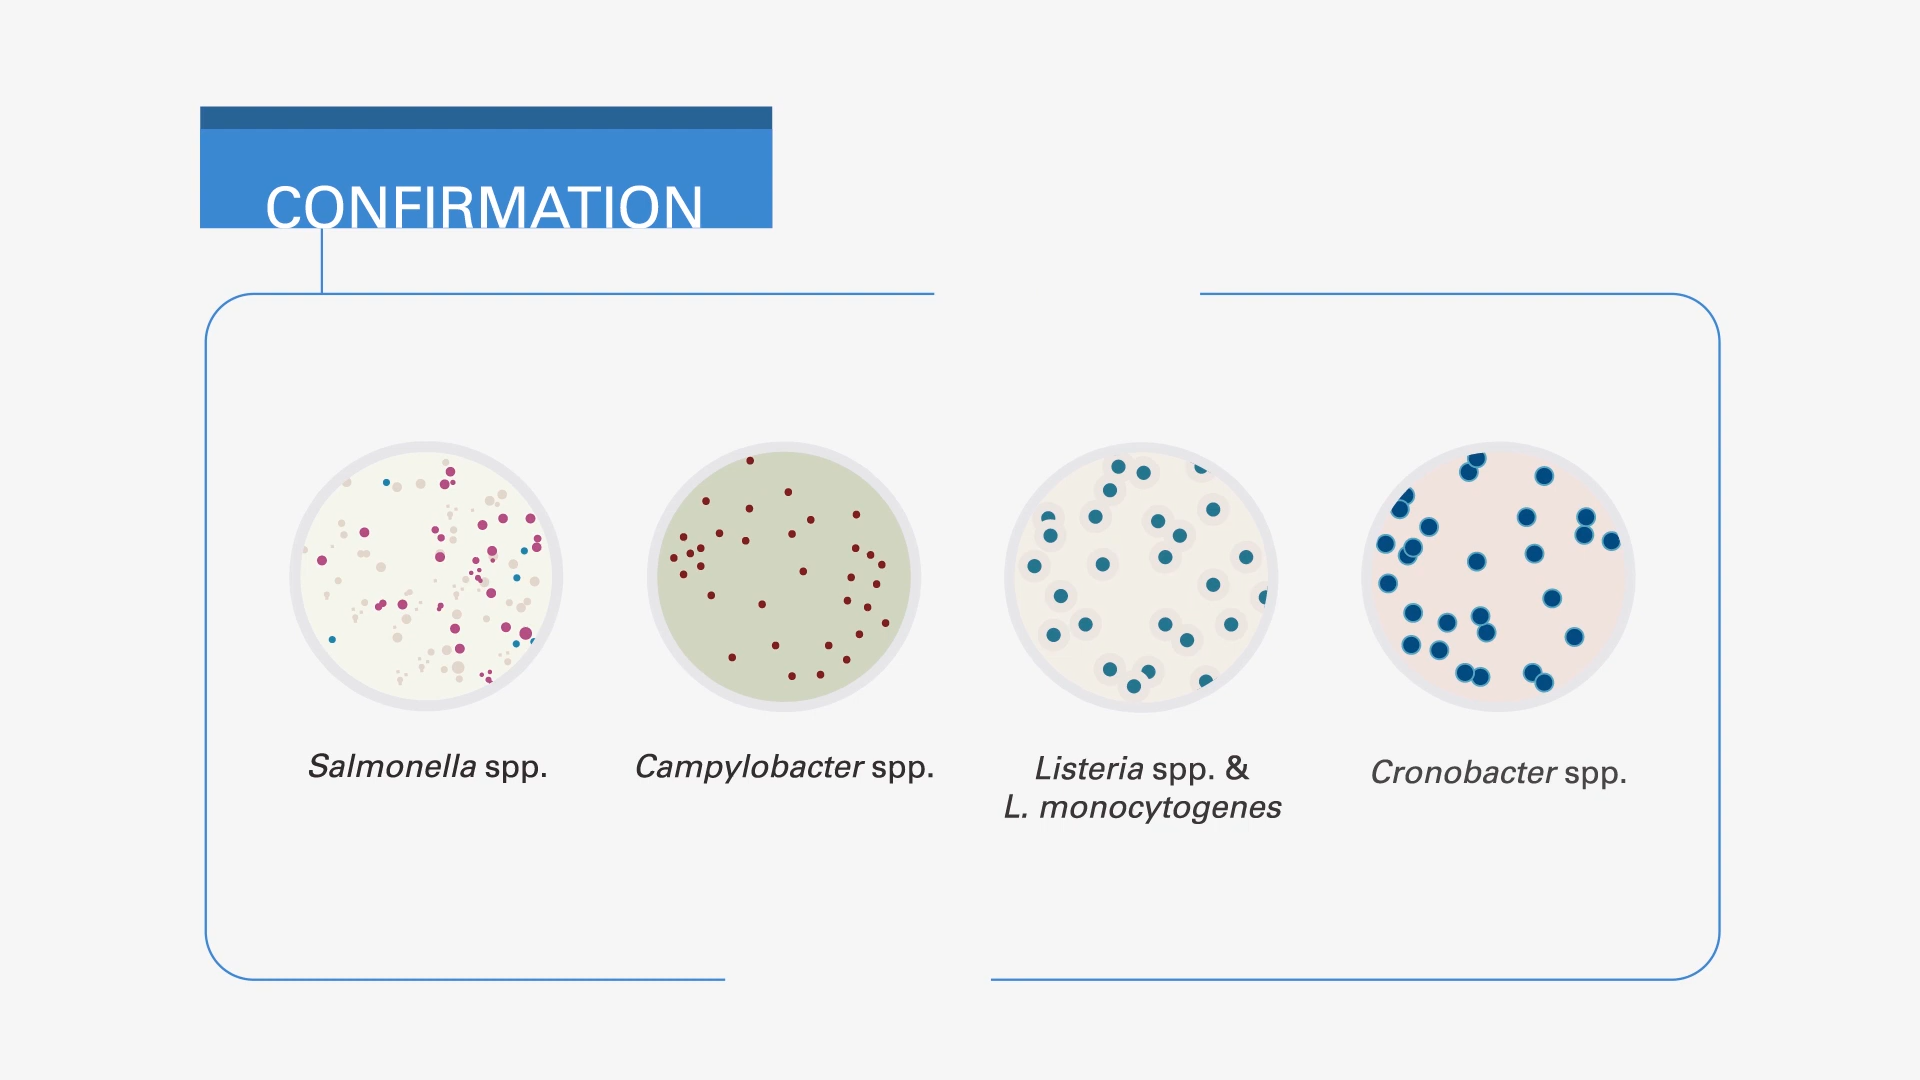 CONFIRMATION
Salmonella spp.
Campylobacter spp.
Listeria spp. &
L. monocytogenes
Cronobacter spp.